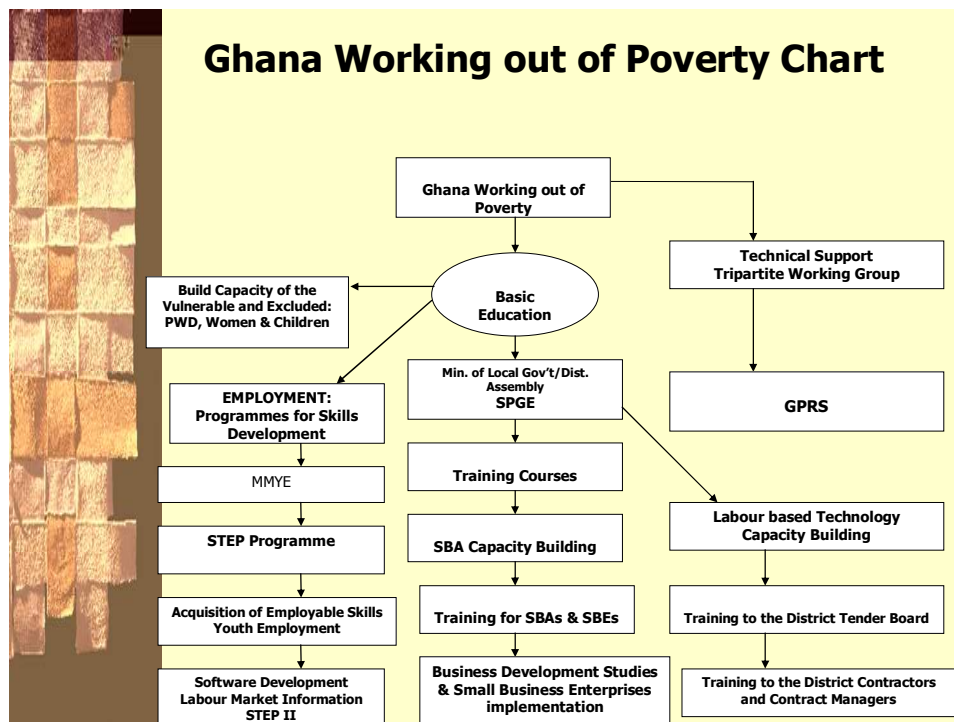 Ghana Working out of Poverty Chart
Ghana Working out of
Poverty
Technical Support
Tripartite Working Group
Build Capacity of the
Vulnerable and Excluded:
PWD, Women & Children
Basic
Education
Min. of Local Gov't/Dist.
Assembly
SPGE
GPRS
EMPLOYMENT:
Programmes for Skills
Development
MMYE
Training Courses
STEP Programme
SBA Capacity Building
Labour based Technology
Capacity Building
Acquisition of Employable Skills
Youth Employment
Training for SBAs & SBEs
Training to the District Tender Board
Software Development
Labour Market Information
STEP II
Business Development Studies
& Small Business Enterprises
implementation
Training to the District Contractors
and Contract Managers